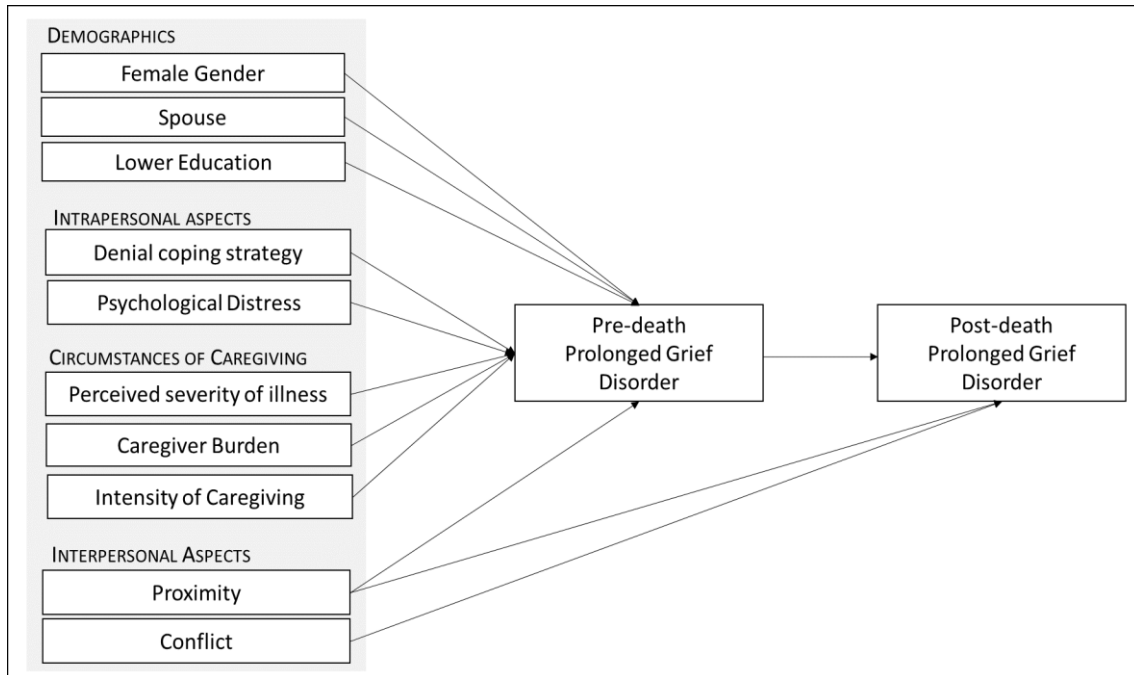 DEMOGRAPHICS
Female Gender
Spouse
Lower Education
INTRAPERSONAL ASPECTS
Denial coping strategy
Psychological Distress
CIRCUMSTANCES OF CAREGIVING
Perceived severity of illness
Caregiver Burden
Intensity of Caregiving
INTERPERSONAL ASPECTS
Proximity
Conflict
Pre-death
Prolonged Grief
Disorder
Post-death
Prolonged Grief
Disorder